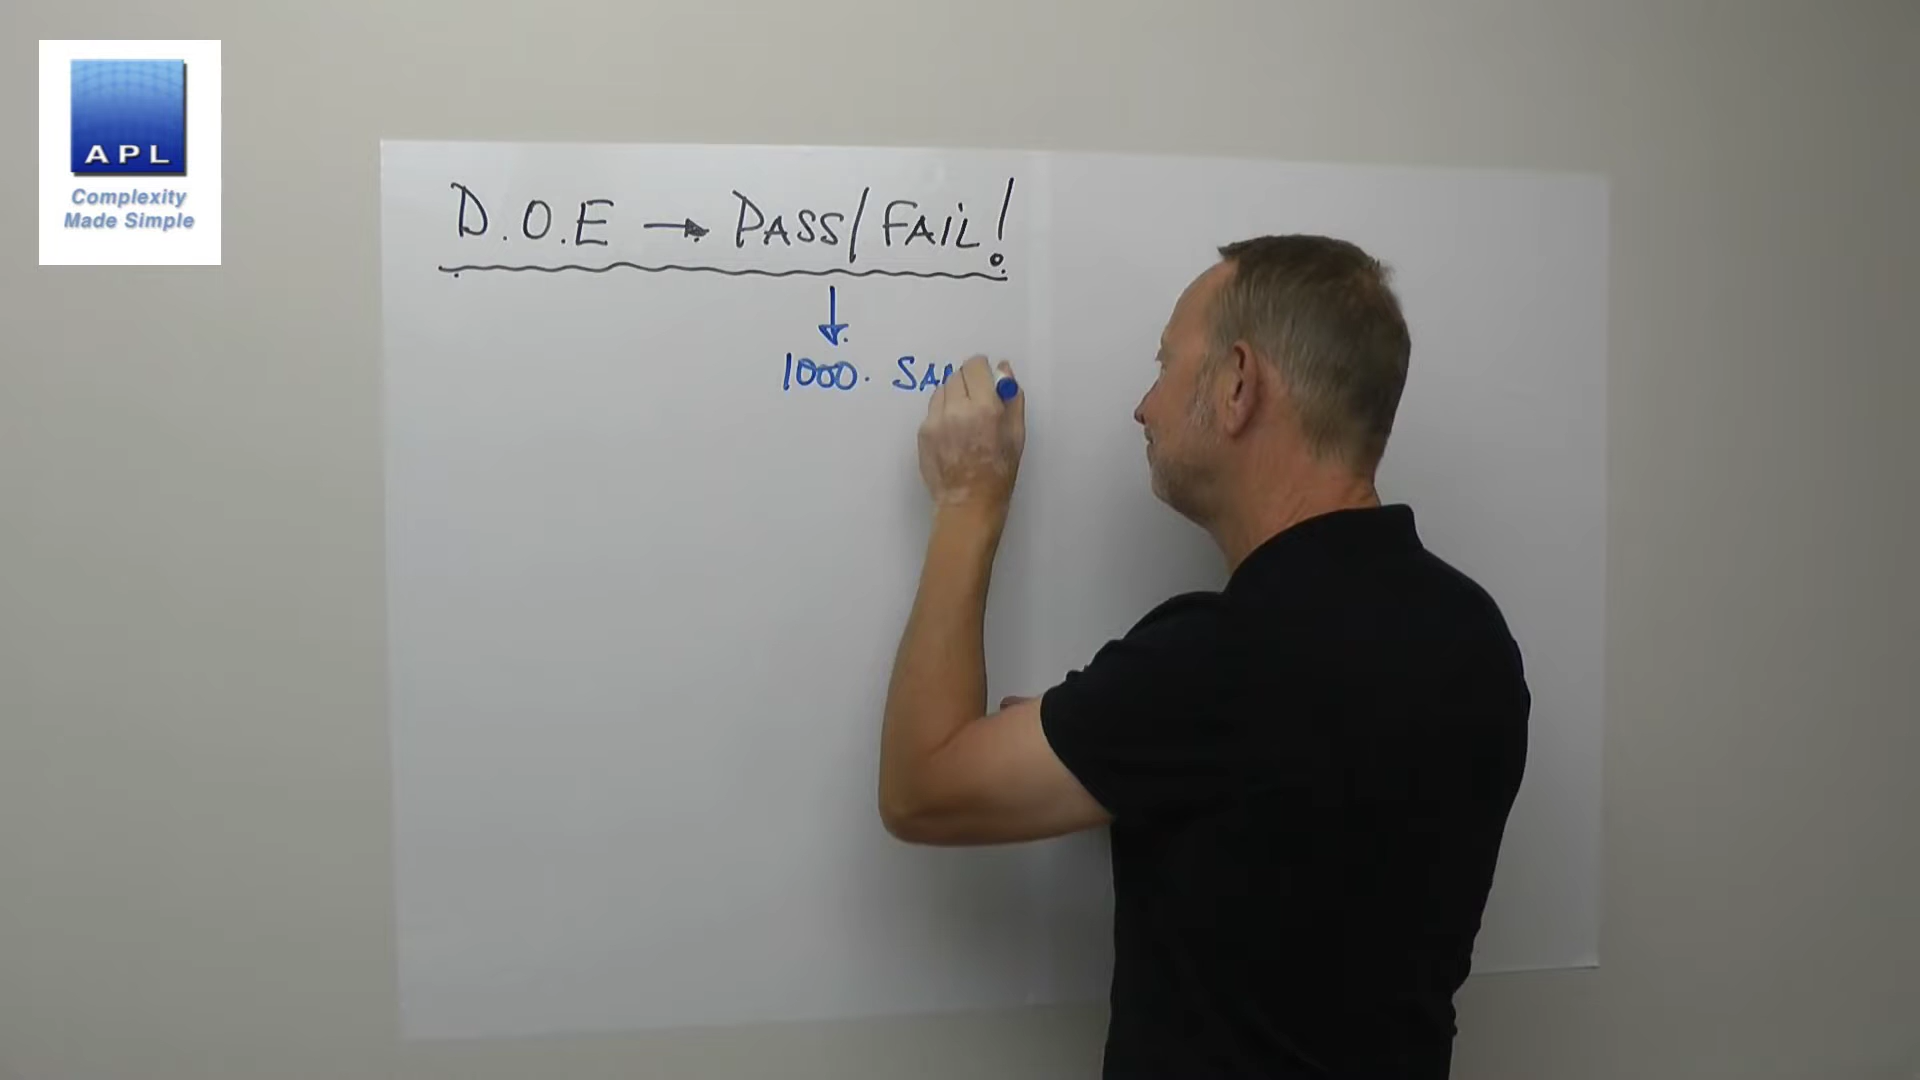 APL
Complexity
Made Simple
D.O.E → PASS/FAIL!
↓
1000.